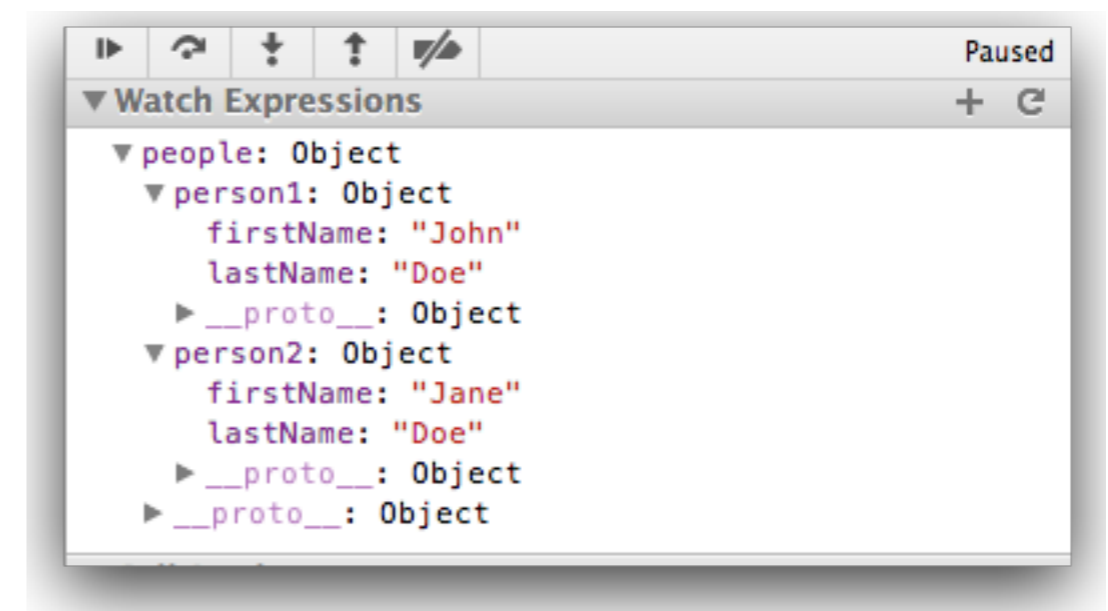 Paused
Watch Expressions
people: Object
person1: Object
firstName: "John"
lastName: "Doe"
__proto__: Object
person2: Object
firstName: "Jane"
lastName: "Doe"
__proto__: Object
__proto__: Object